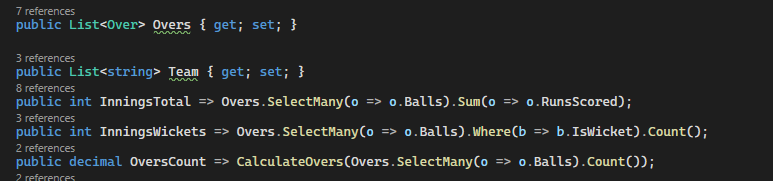 7 references
public List<Over> Overs { get; set; }
3 references
public List<string> Team { get; set; }
8 references
public int InningsTotal => Overs.SelectMany(o => o.Balls).Sum(o => o.RunsScored);
3 references
public int InningsWickets => Overs.SelectMany(o => o.Balls).Where(b => b.IsWicket).Count();
2 references
public decimal OversCount => CalculateOvers(Overs.SelectMany(o => o.Balls).Count());
2 references